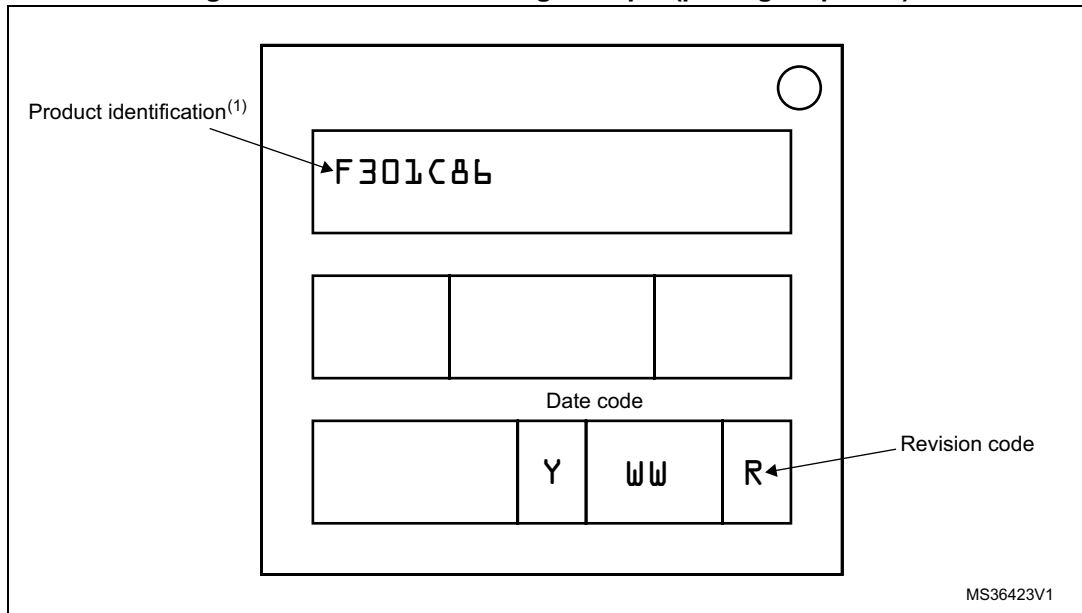 Product identification(1)
F301C86
Date code
Y WW R
Revision code
MS36423V1